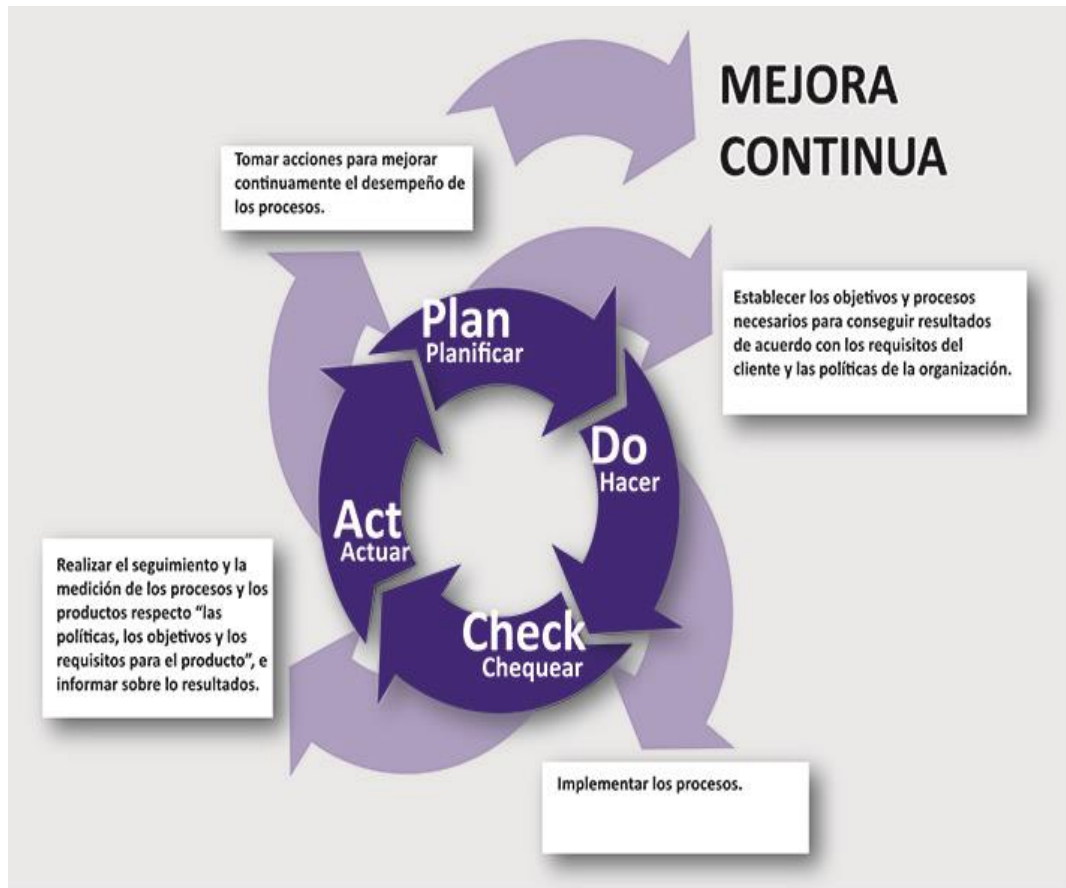 MEJORA
CONTINUA
Tomar acciones para mejorar
continuamente el desempeño de
los procesos.
Establecer los objetivos y procesos
necesarios para conseguir resultados
de acuerdo con los requisitos del
cliente y las políticas de la organización.
Plan
Planificar
Do
Hacer
Act
Actuar
Check
Chequear
Realizar el seguimiento y la
medición de los procesos y los
productos respecto “las
políticas, los objetivos y los
requisitos para el producto”, e
informar sobre lo resultados.
Implementar los procesos.